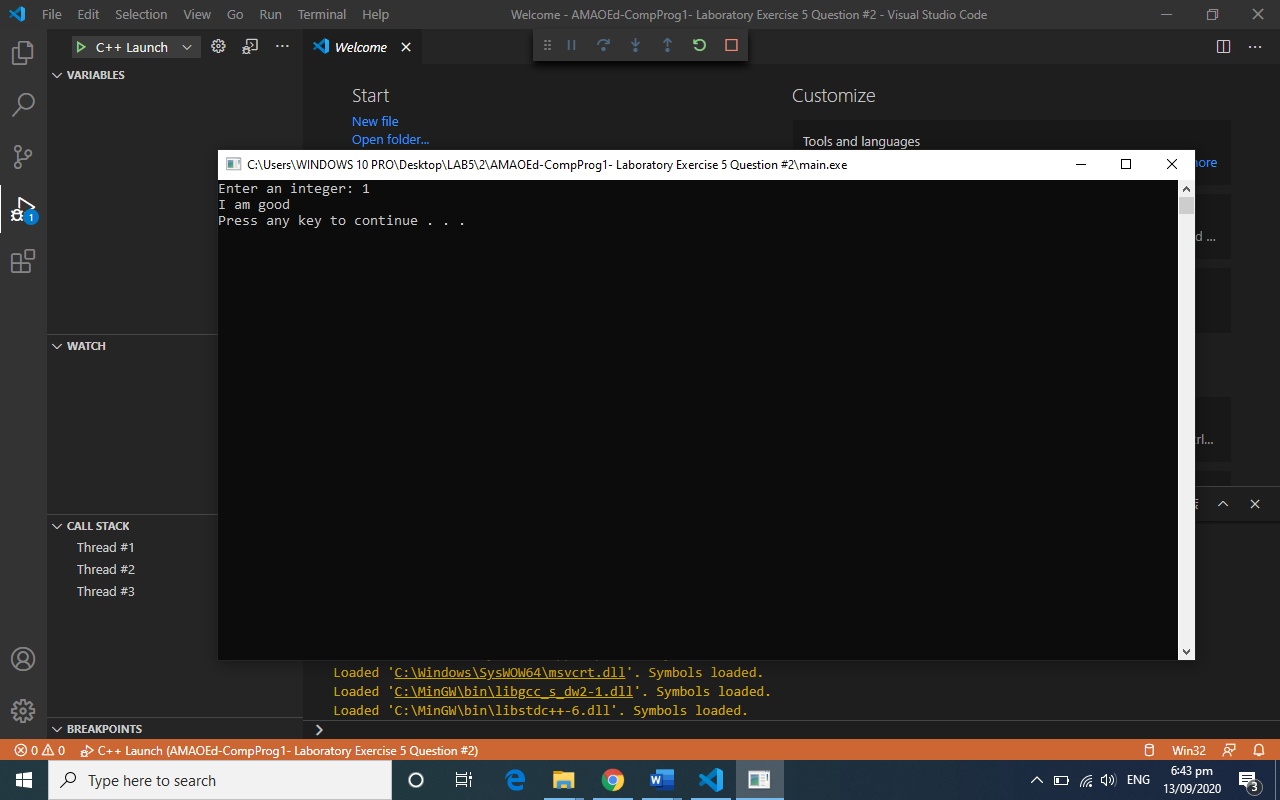 File Edit Selection View Go Run Terminal Help
Welcome - AMAOEd-CompProg1- Laboratory Exercise 5 Question #2 - Visual Studio Code
C++ Launch
Welcome
VARIABLES
Start
Customize
New file
Open folder...
Tools and languages
ore
C:\Users\WINDOWS 10 PRO\Desktop\LAB5\2\AMAOEd-CompProg1- Laboratory Exercise 5 Question #2\main.exe
Enter an integer: 1
I am good
Press any key to continue . . .
1
d ...
WATCH
rl...
CALL STACK
Thread #1
Thread #2
Thread #3
Loaded 'C:\Windows\SysWOW64\msvcrt.dll'. Symbols loaded.
Loaded 'C:\MinGW\bin\libgcc_s_dw2-1.dll'. Symbols loaded.
Loaded 'C:\MinGW\bin\libstdc++-6.dll'. Symbols loaded.
BREAKPOINTS
0 0 C++ Launch (AMAOEd-CompProg1- Laboratory Exercise 5 Question #2)
Win32
Type here to search
ENG
6:43 pm
13/09/2020
3